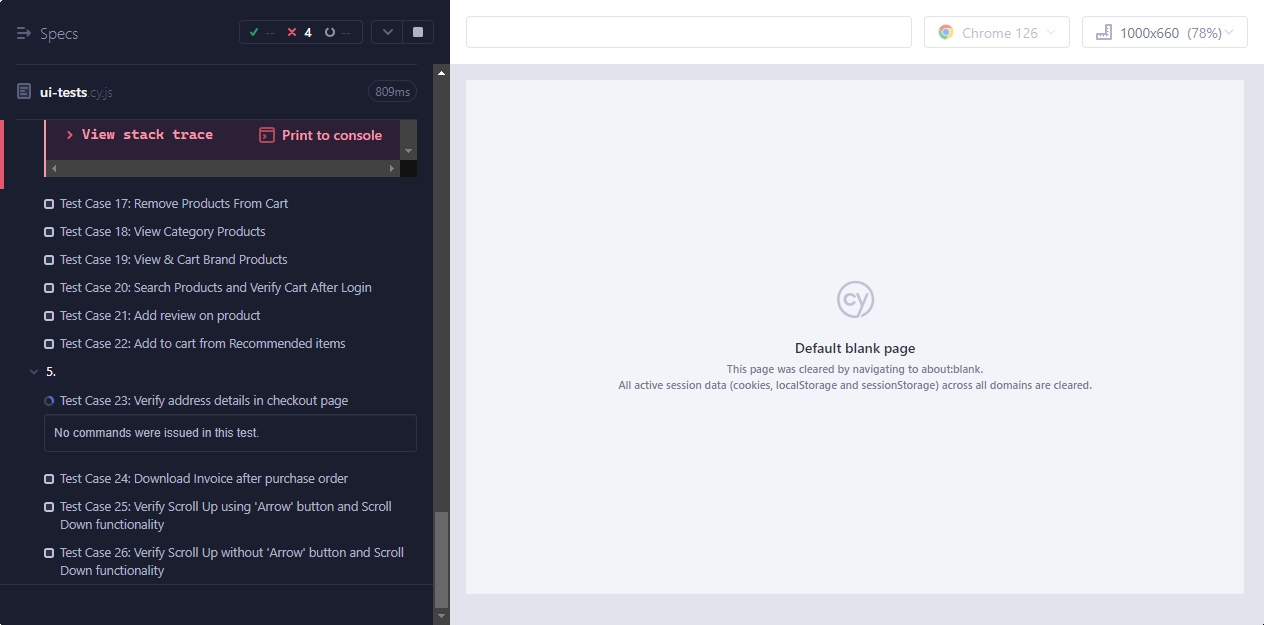 Specs
-- 4 --
Chrome 126
1000x660 (78%)
ui-tests.cy.js
809ms
View stack trace
Print to console
Test Case 17: Remove Products From Cart
Test Case 18: View Category Products
Test Case 19: View & Cart Brand Products
Test Case 20: Search Products and Verify Cart After Login
Test Case 21: Add review on product
Test Case 22: Add to cart from Recommended items
5.
Test Case 23: Verify address details in checkout page
No commands were issued in this test.
Test Case 24: Download Invoice after purchase order
Test Case 25: Verify Scroll Up using 'Arrow' button and Scroll
Down functionality
Test Case 26: Verify Scroll Up without 'Arrow' button and Scroll
Down functionality
cy
Default blank page
This page was cleared by navigating to about:blank.
All active session data (cookies, localStorage and sessionStorage) across all domains are cleared.